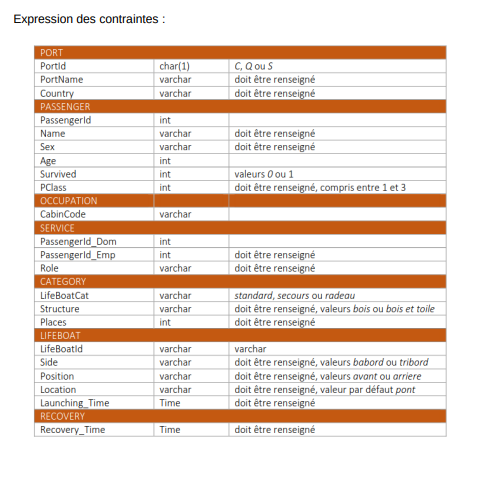 Expression des contraintes :
PORT
PortId char(1) C, Q ou S
PortName varchar doit être renseigné
Country varchar doit être renseigné
PASSENGER
PassengerId int
Name varchar doit être renseigné
Sex varchar doit être renseigné
Age int
Survived int valeurs 0 ou 1
PClass int doit être renseigné, compris entre 1 et 3
OCCUPATION
CabinCode varchar
SERVICE
PassengerId_Dom int
PassengerId_Emp int doit être renseigné
Role varchar doit être renseigné
CATEGORY
LifeBoatCat varchar standard, secours ou radeau
Structure varchar doit être renseigné, valeurs bois ou bois et toile
Places int doit être renseigné
LIFEBOAT
LifeBoatId varchar varchar
Side varchar doit être renseigné, valeurs babord ou tribord
Position varchar doit être renseigné, valeurs avant ou arriere
Location varchar doit être renseigné, valeur par défaut pont
Launching_Time Time doit être renseigné
RECOVERY
Recovery_Time Time doit être renseigné